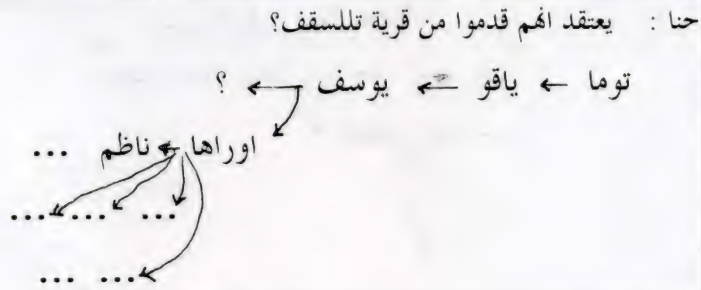 حنا : يعتقد انهم قدموا من قرية تللسقف؟
توما ← ياقو ← يوسف ← ؟
اوراها ← ناظم ...
... ... ...
... ...